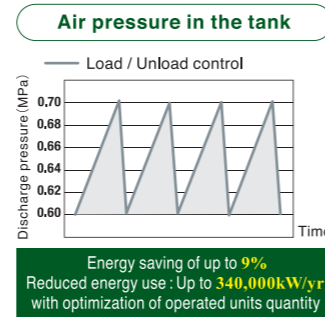 Air pressure in the tank
Load / Unload control
Discharge pressure (MPa)
0.70
0.68
0.66
0.64
0.62
0.60
Time
Energy saving of up to 9%
Reduced energy use : Up to 340,000kW/yr
with optimization of operated units quantity